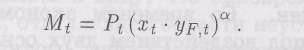 M_t = P_t (x_t · y_{F,t})^α .